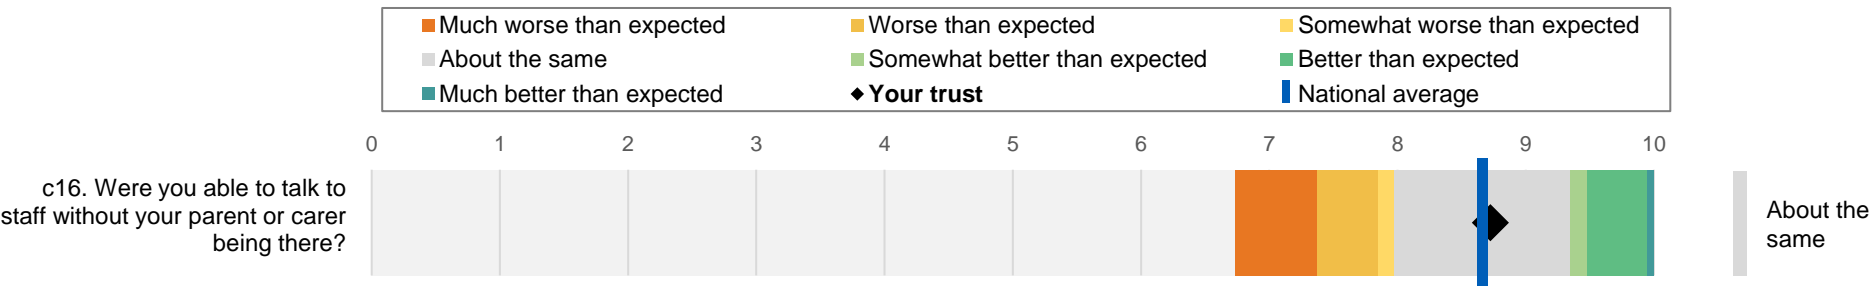 Much worse than expected
Worse than expected
Somewhat worse than expected
About the same
Somewhat better than expected
Better than expected
Much better than expected
Your trust
National average
0 1 2 3 4 5 6 7 8 9 10
c16. Were you able to talk to
staff without your parent or carer
being there?
About the
same